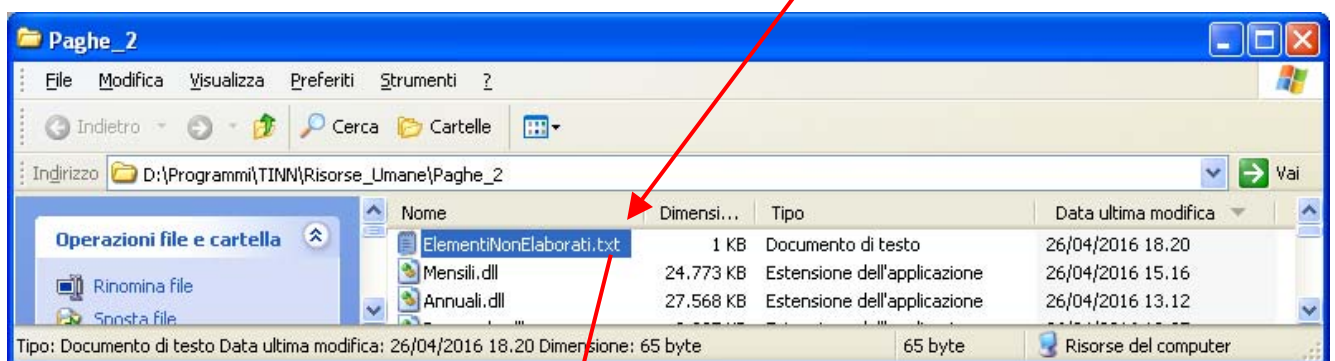 Paghe_2
File Modifica Visualizza Preferiti Strumenti ?
Indietro Cerca Cartelle
Indirizzo D:\Programmi\TINN\Risorse_Umane\Paghe_2 Vai
Nome Dimensi... Tipo Data ultima modifica
Operazioni file e cartella
ElementiNonElaborati.txt 1 KB Documento di testo 26/04/2016 18.20
Rinomina file
Mensili.dll 24.773 KB Estensione dell'applicazione 26/04/2016 15.16
Sposta file
Annuali.dll 27.568 KB Estensione dell'applicazione 26/04/2016 13.12
Tipo: Documento di testo Data ultima modifica: 26/04/2016 18.20 Dimensione: 65 byte 65 byte Risorse del computer